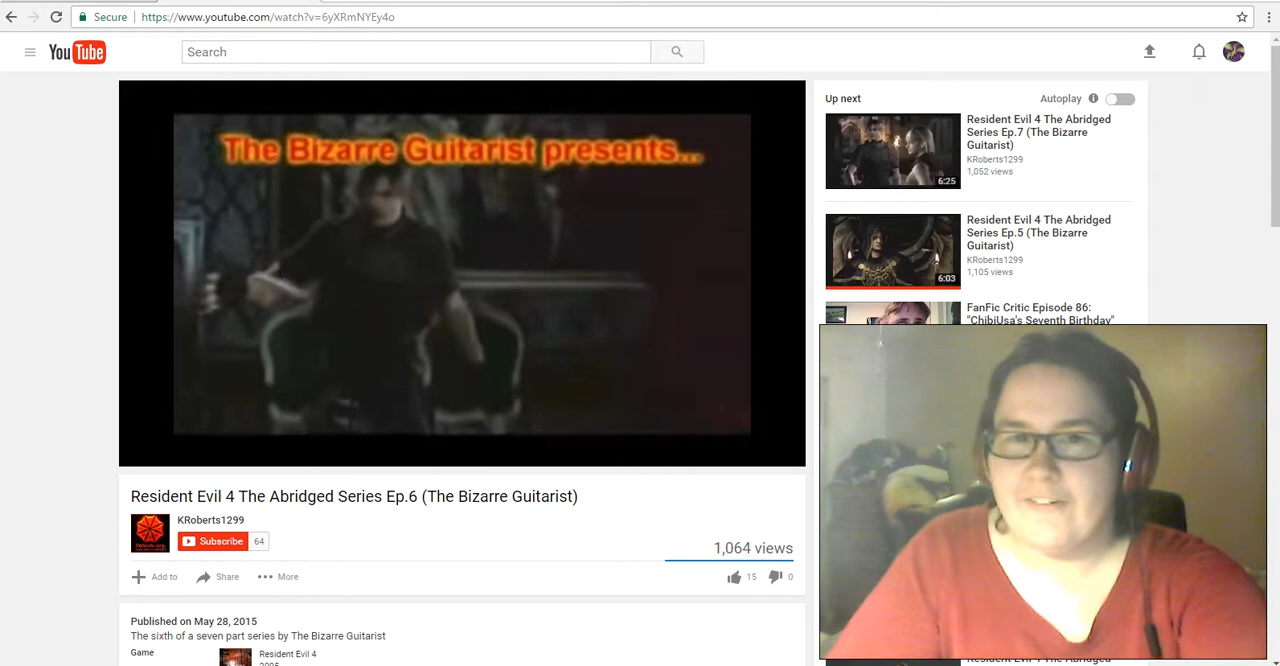 Secure https://www.youtube.com/watch?v=6yXRmNYEy4o
YouTube
Search
The Bizarre Guitarist presents...
Up next
Autoplay
Resident Evil 4 The Abridged
Series Ep.7 (The Bizarre
Guitarist)
KRoberts1299
1,052 views
6:25
Resident Evil 4 The Abridged
Series Ep.5 (The Bizarre
Guitarist)
KRoberts1299
1,105 views
6:03
FanFic Critic Episode 86:
"ChibiUsa's Seventh Birthday"
Resident Evil 4 The Abridged Series Ep.6 (The Bizarre Guitarist)
KRoberts1299
Subscribe 64
1,064 views
Add to Share More
15 0
Published on May 28, 2015
The sixth of a seven part series by The Bizarre Guitarist
Game
Resident Evil 4
2005